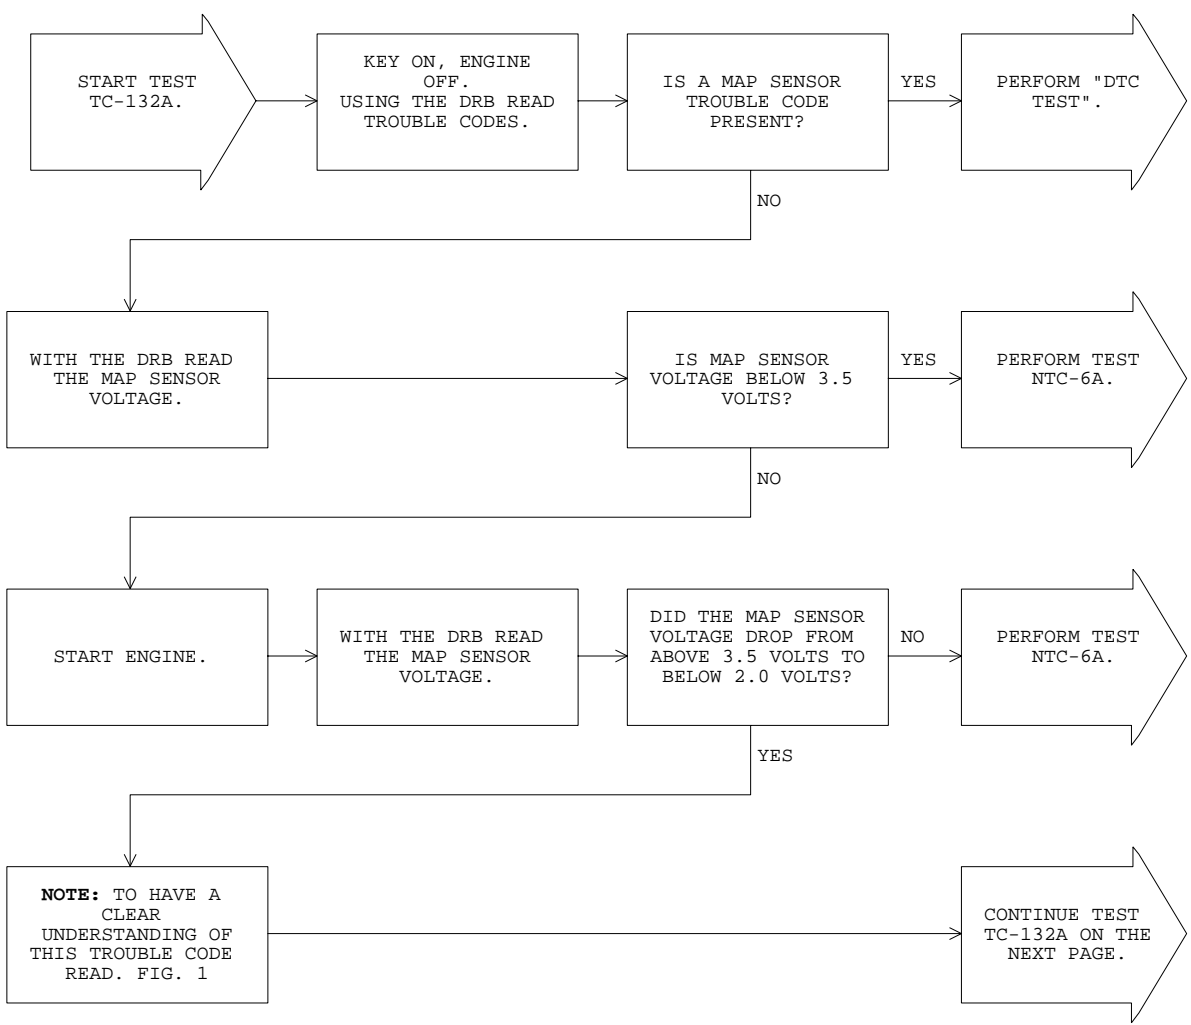 START TEST
TC-132A.
KEY ON, ENGINE
OFF.
USING THE DRB READ
TROUBLE CODES.
IS A MAP SENSOR
TROUBLE CODE
PRESENT?
YES
PERFORM "DTC
TEST".
NO
WITH THE DRB READ
THE MAP SENSOR
VOLTAGE.
IS MAP SENSOR
VOLTAGE BELOW 3.5
VOLTS?
YES
PERFORM TEST
NTC-6A.
NO
START ENGINE.
WITH THE DRB READ
THE MAP SENSOR
VOLTAGE.
DID THE MAP SENSOR
VOLTAGE DROP FROM
ABOVE 3.5 VOLTS TO
BELOW 2.0 VOLTS?
NO
PERFORM TEST
NTC-6A.
YES
NOTE: TO HAVE A
CLEAR
UNDERSTANDING OF
THIS TROUBLE CODE
READ. FIG. 1
CONTINUE TEST
TC-132A ON THE
NEXT PAGE.